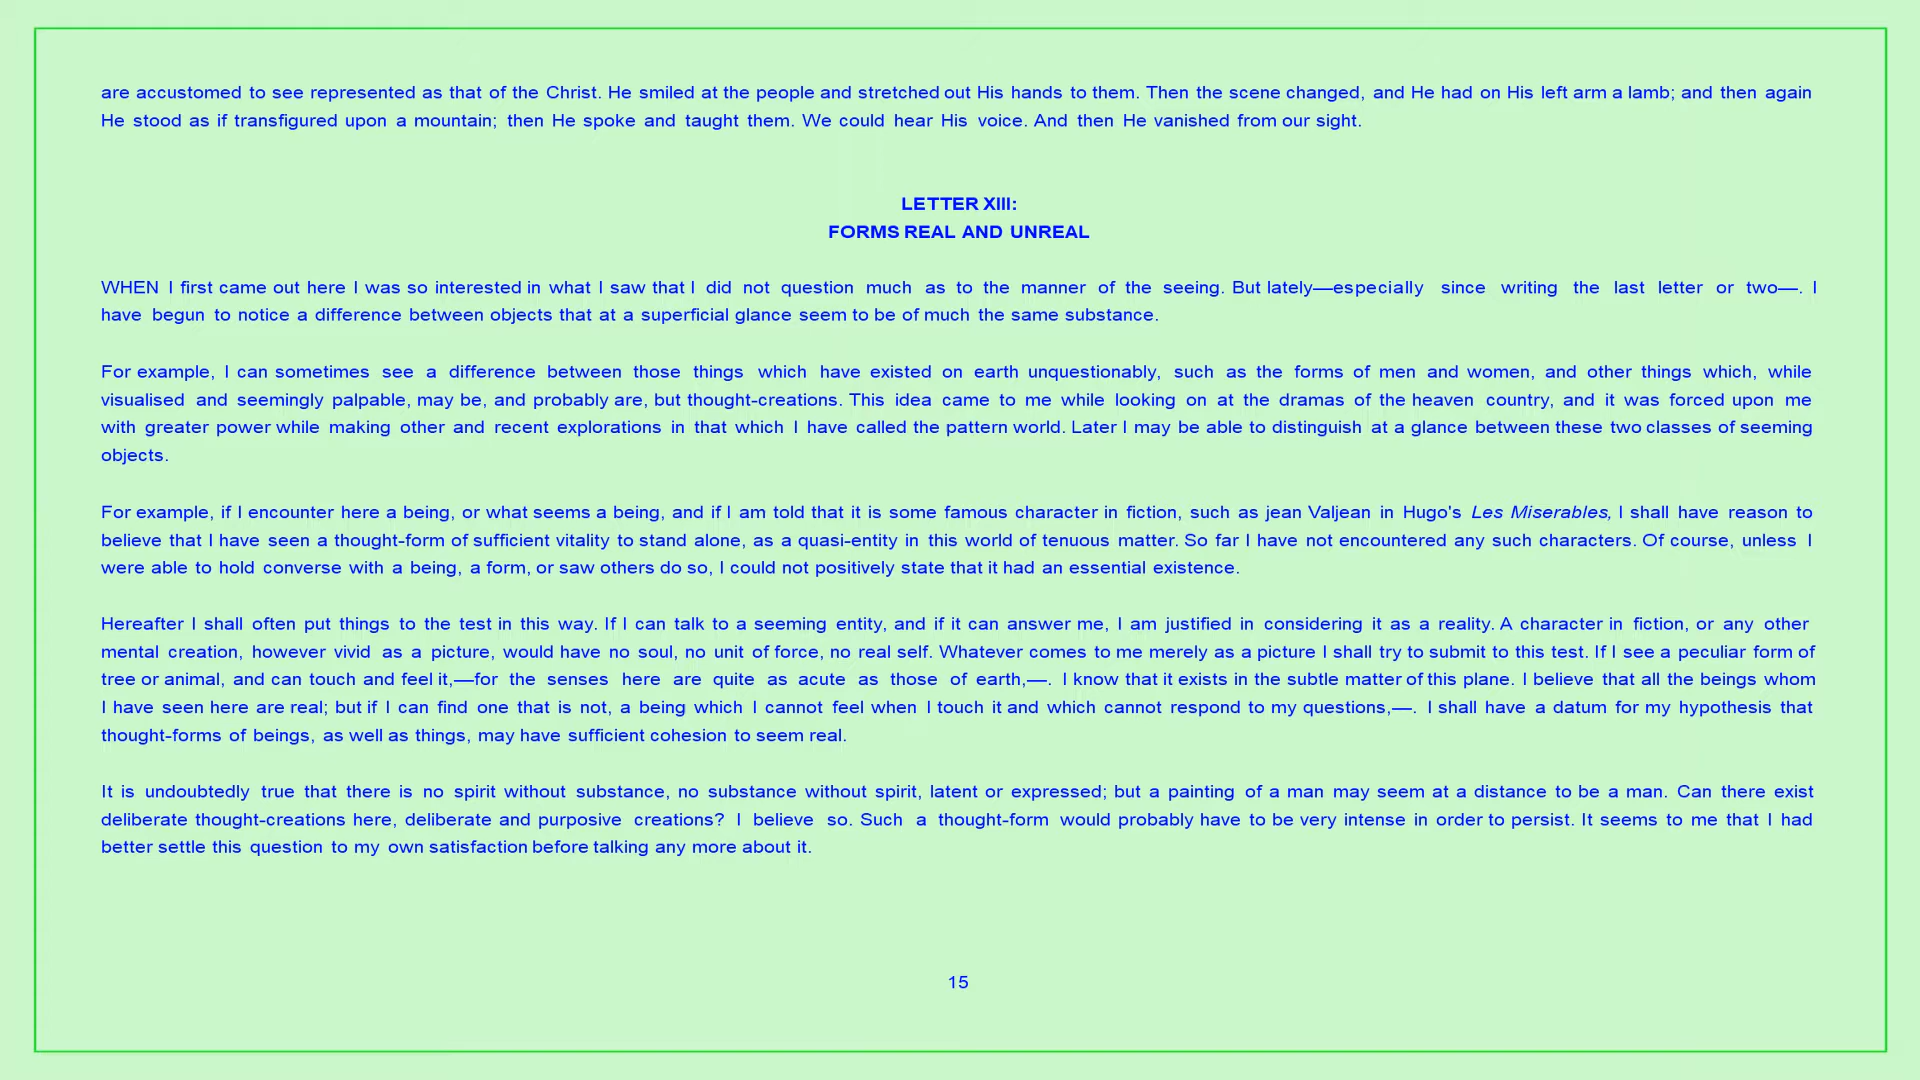 are accustomed to see represented as that of the Christ. He smiled at the people and stretched out His hands to them. Then the scene changed, and He had on His left arm a lamb; and then again
He stood as if transfigured upon a mountain; then He spoke and taught them. We could hear His voice. And then He vanished from our sight.
LETTER XIII:
FORMS REAL AND UNREAL
WHEN I first came out here I was so interested in what I saw that I did not question much as to the manner of the seeing. But lately—especially since writing the last letter or two—. I
have begun to notice a difference between objects that at a superficial glance seem to be of much the same substance.
For example, I can sometimes see a difference between those things which have existed on earth unquestionably, such as the forms of men and women, and other things which, while
visualised and seemingly palpable, may be, and probably are, but thought-creations. This idea came to me while looking on at the dramas of the heaven country, and it was forced upon me
with greater power while making other and recent explorations in that which I have called the pattern world. Later I may be able to distinguish at a glance between these two classes of seeming
objects.
For example, if I encounter here a being, or what seems a being, and if I am told that it is some famous character in fiction, such as jean Valjean in Hugo's Les Miserables, I shall have reason to
believe that I have seen a thought-form of sufficient vitality to stand alone, as a quasi-entity in this world of tenuous matter. So far I have not encountered any such characters. Of course, unless I
were able to hold converse with a being, a form, or saw others do so, I could not positively state that it had an essential existence.
Hereafter I shall often put things to the test in this way. If I can talk to a seeming entity, and if it can answer me, I am justified in considering it as a reality. A character in fiction, or any other
mental creation, however vivid as a picture, would have no soul, no unit of force, no real self. Whatever comes to me merely as a picture I shall try to submit to this test. If I see a peculiar form of
tree or animal, and can touch and feel it,—for the senses here are quite as acute as those of earth,—. I know that it exists in the subtle matter of this plane. I believe that all the beings whom
I have seen here are real; but if I can find one that is not, a being which I cannot feel when I touch it and which cannot respond to my questions,—. I shall have a datum for my hypothesis that
thought-forms of beings, as well as things, may have sufficient cohesion to seem real.
It is undoubtedly true that there is no spirit without substance, no substance without spirit, latent or expressed; but a painting of a man may seem at a distance to be a man. Can there exist
deliberate thought-creations here, deliberate and purposive creations? I believe so. Such a thought-form would probably have to be very intense in order to persist. It seems to me that I had
better settle this question to my own satisfaction before talking any more about it.
15